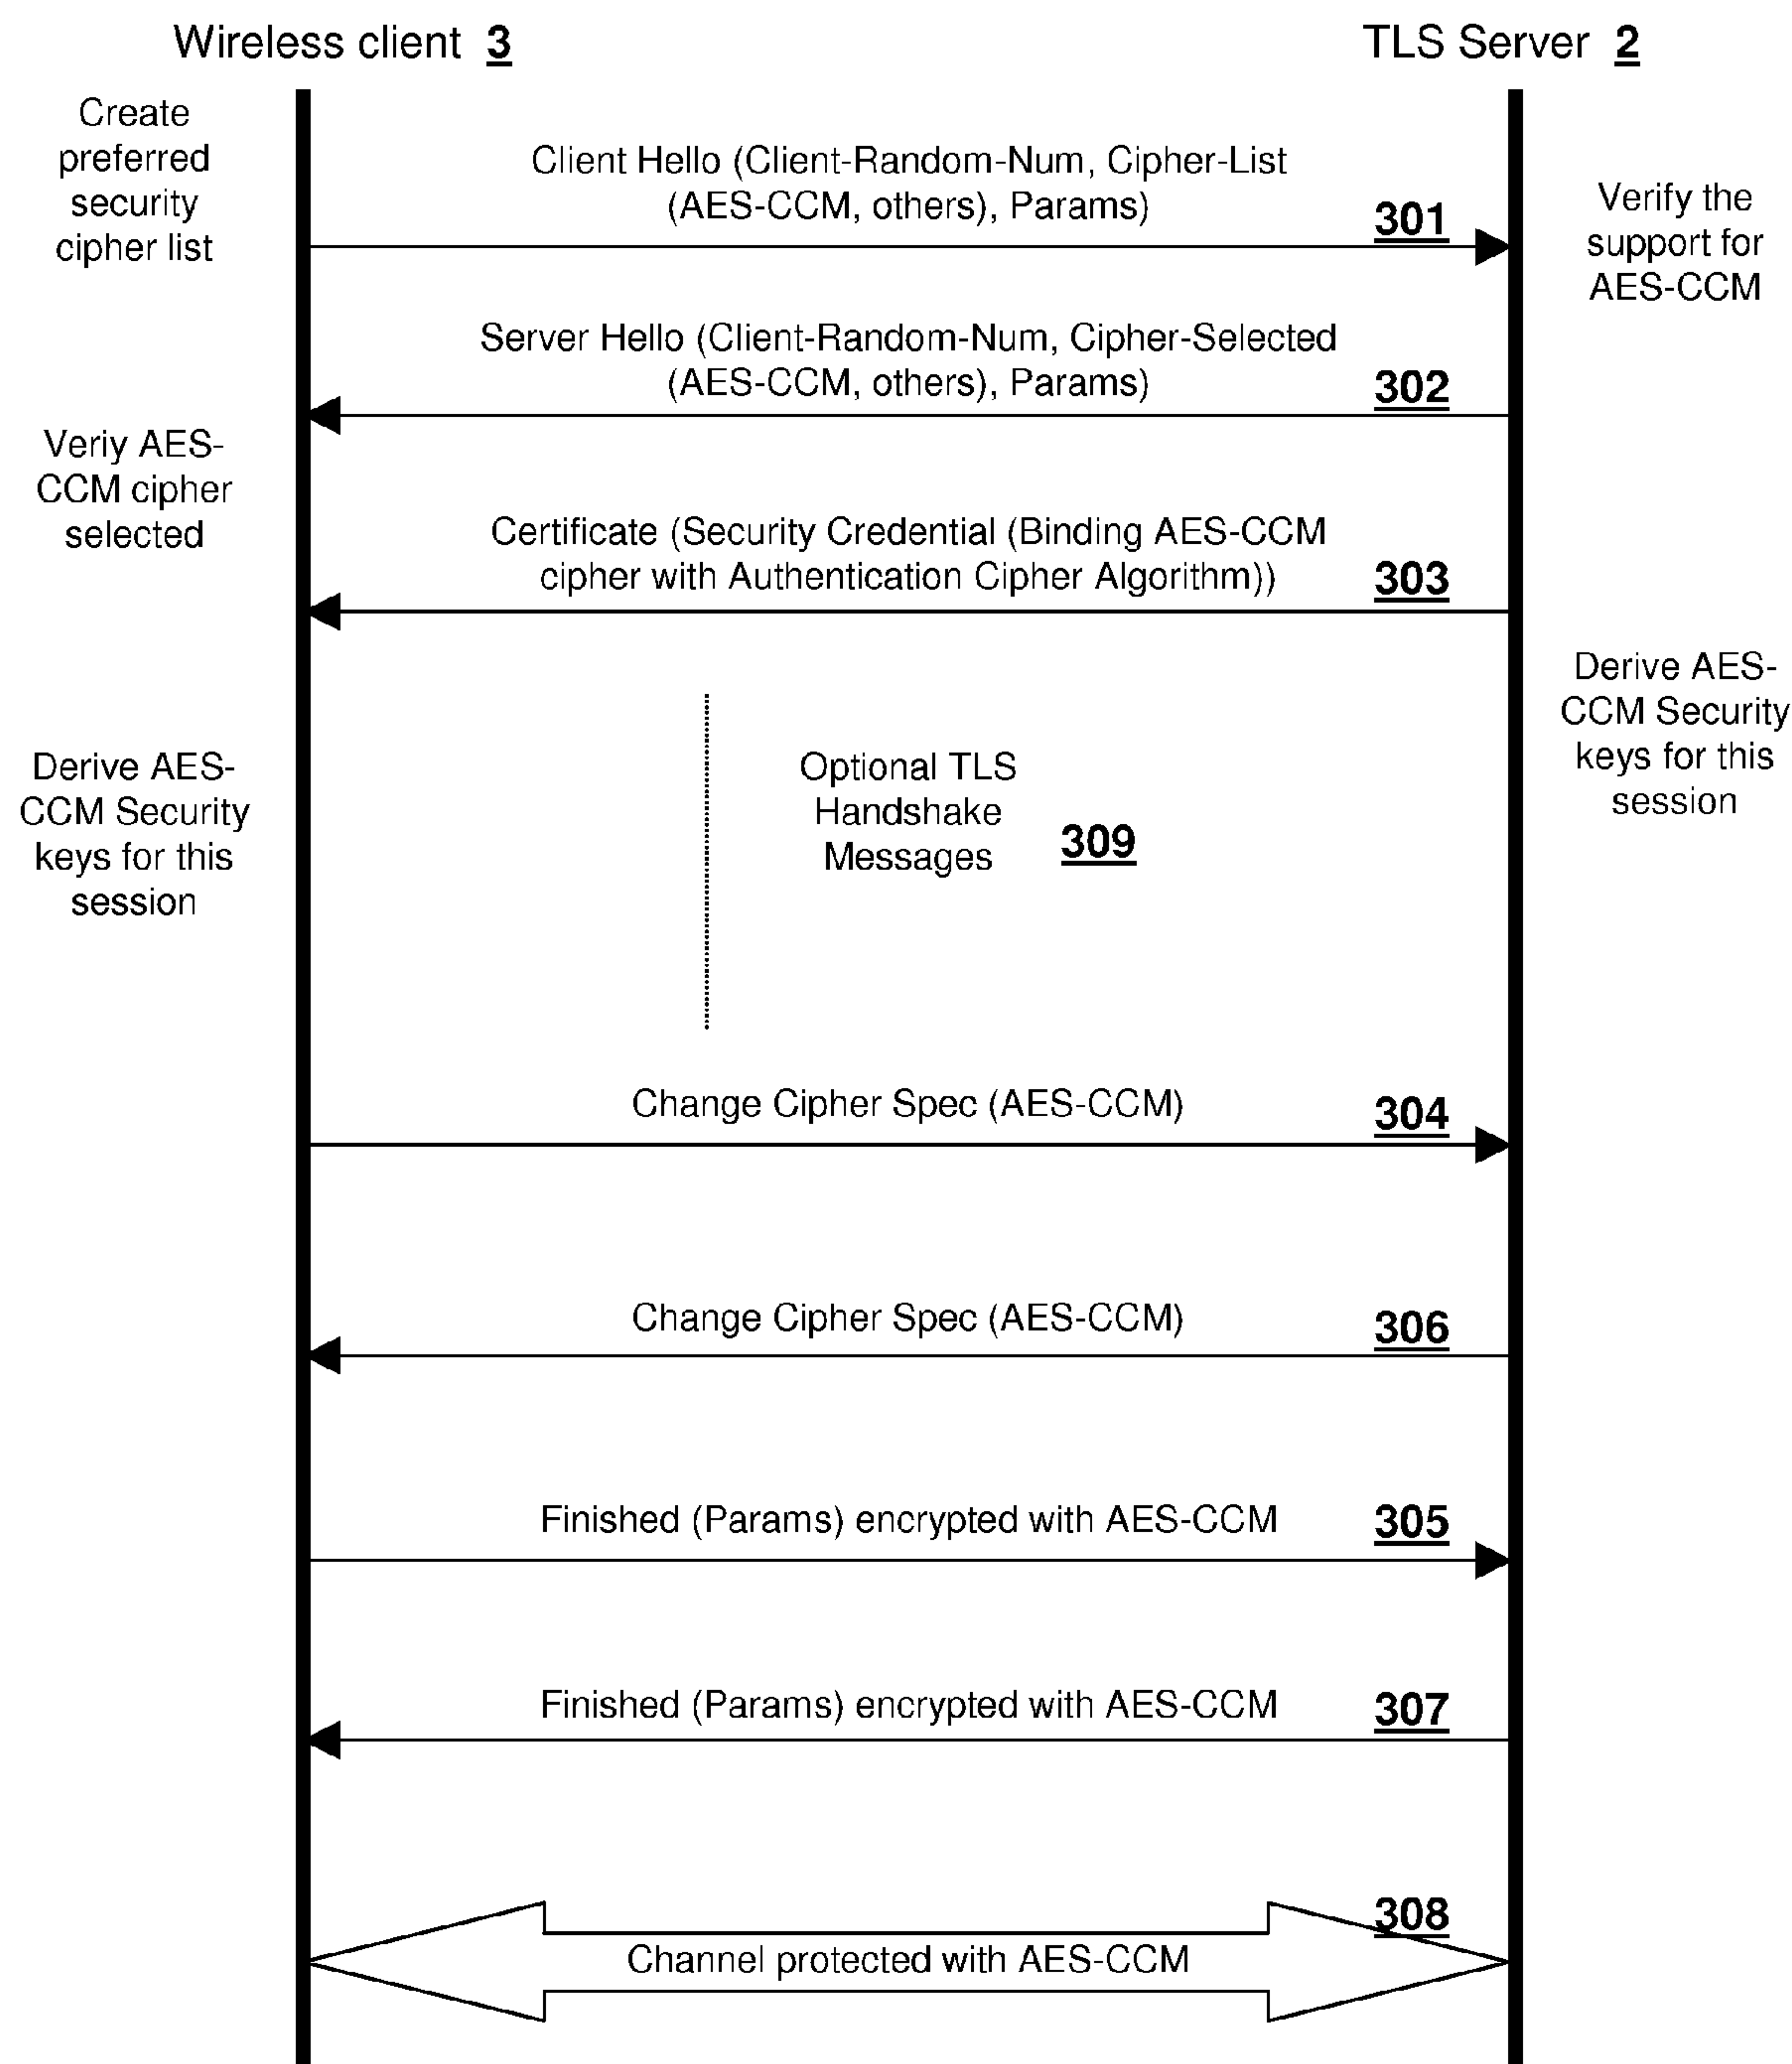 Wireless client 3
TLS Server 2
Create
preferred
security
cipher list
Client Hello (Client-Random-Num, Cipher-List
(AES-CCM, others), Params)
301
Verify the
support for
AES-CCM
Server Hello (Client-Random-Num, Cipher-Selected
(AES-CCM, others), Params)
302
Veriy AES-
CCM cipher
selected
Certificate (Security Credential (Binding AES-CCM
cipher with Authentication Cipher Algorithm))
303
Derive AES-
CCM Security
keys for this
session
Derive AES-
CCM Security
keys for this
session
Optional TLS
Handshake
Messages
309
Change Cipher Spec (AES-CCM)
304
Change Cipher Spec (AES-CCM)
306
Finished (Params) encrypted with AES-CCM
305
Finished (Params) encrypted with AES-CCM
307
308
Channel protected with AES-CCM